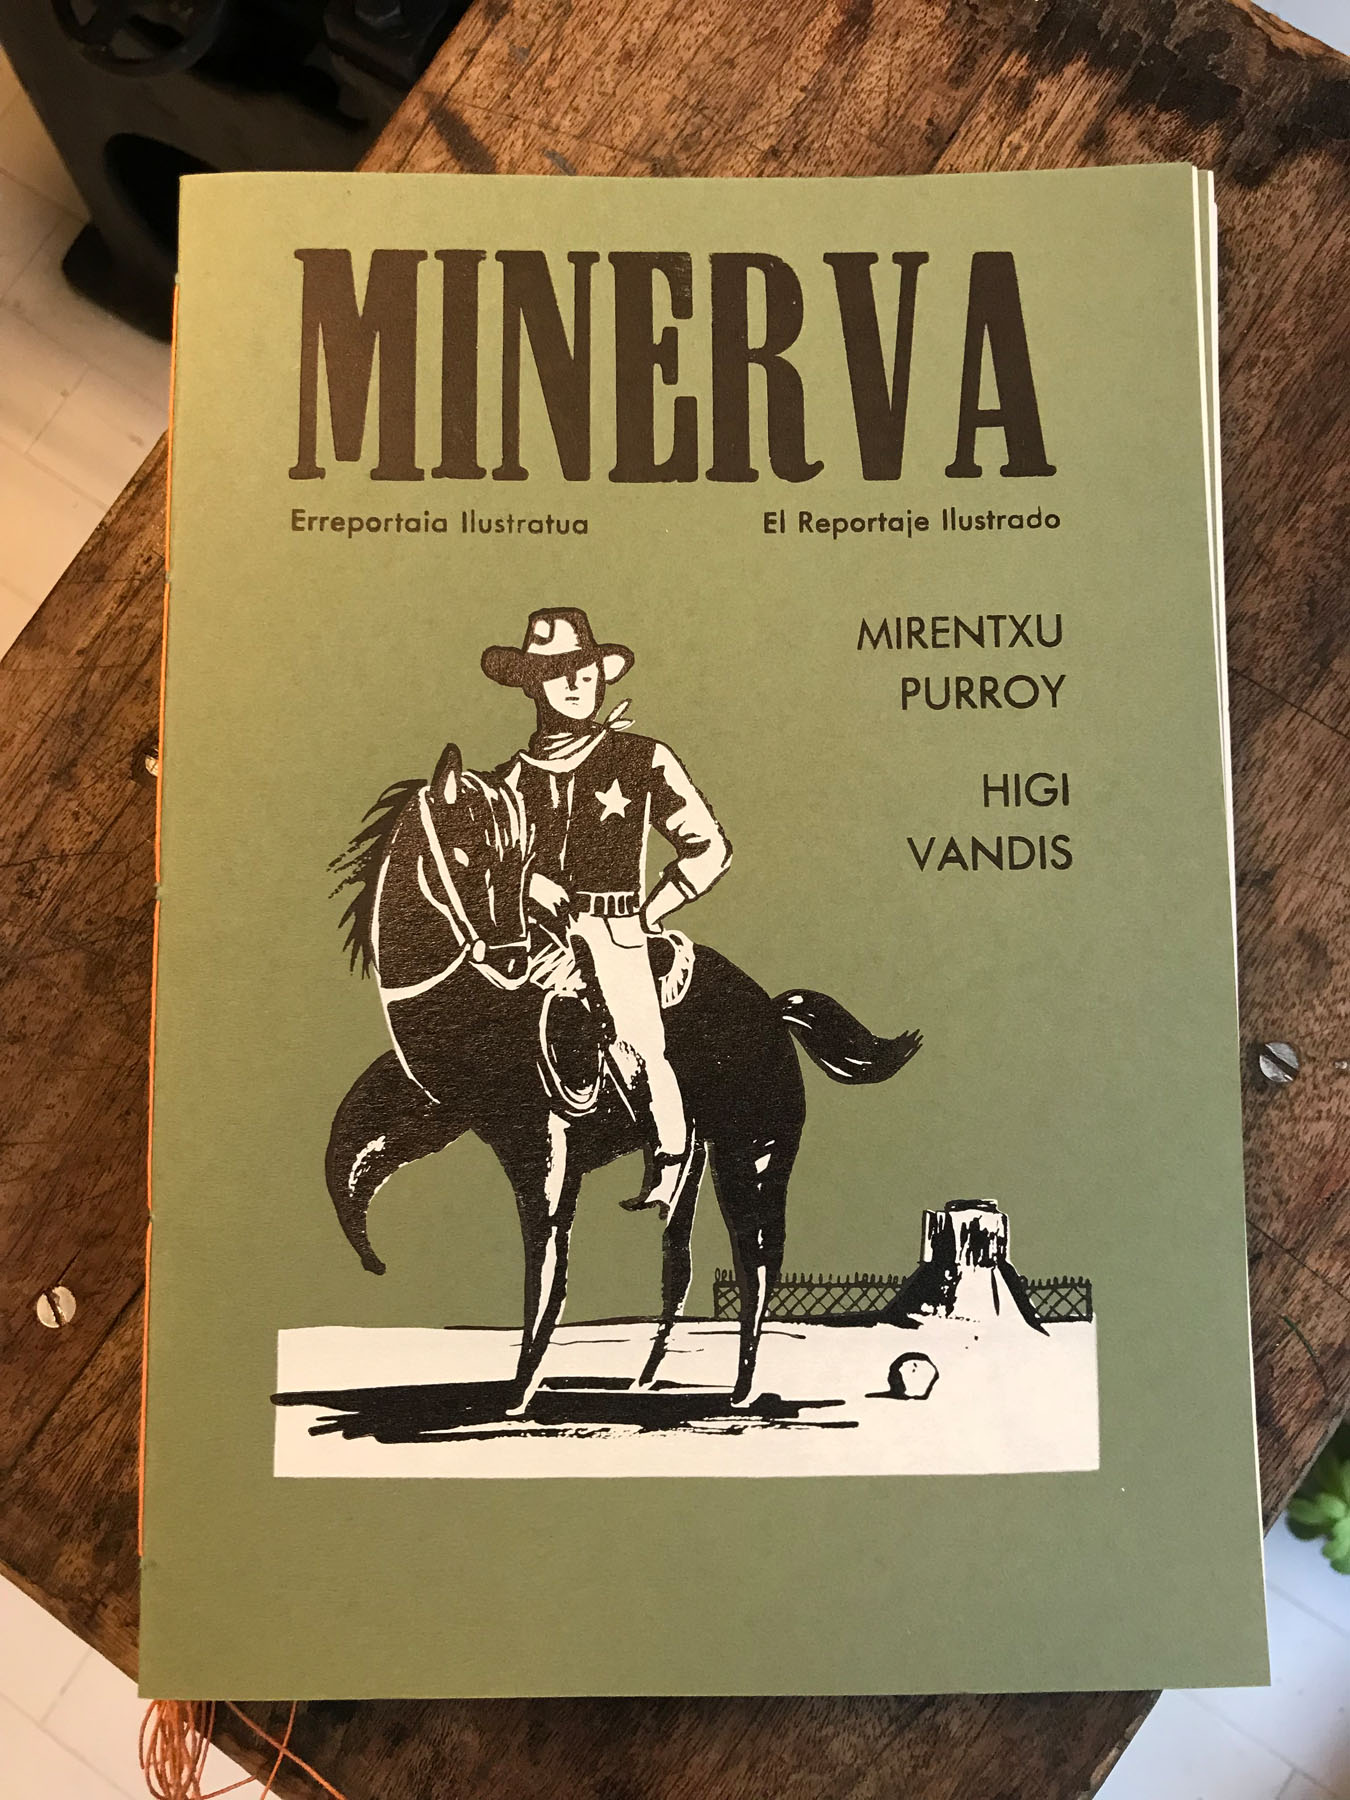 MINERVA
Erreportaia Ilustratua
El Reportaje Ilustrado
MIRENTXU
PURROY
HIGI
VANDIS